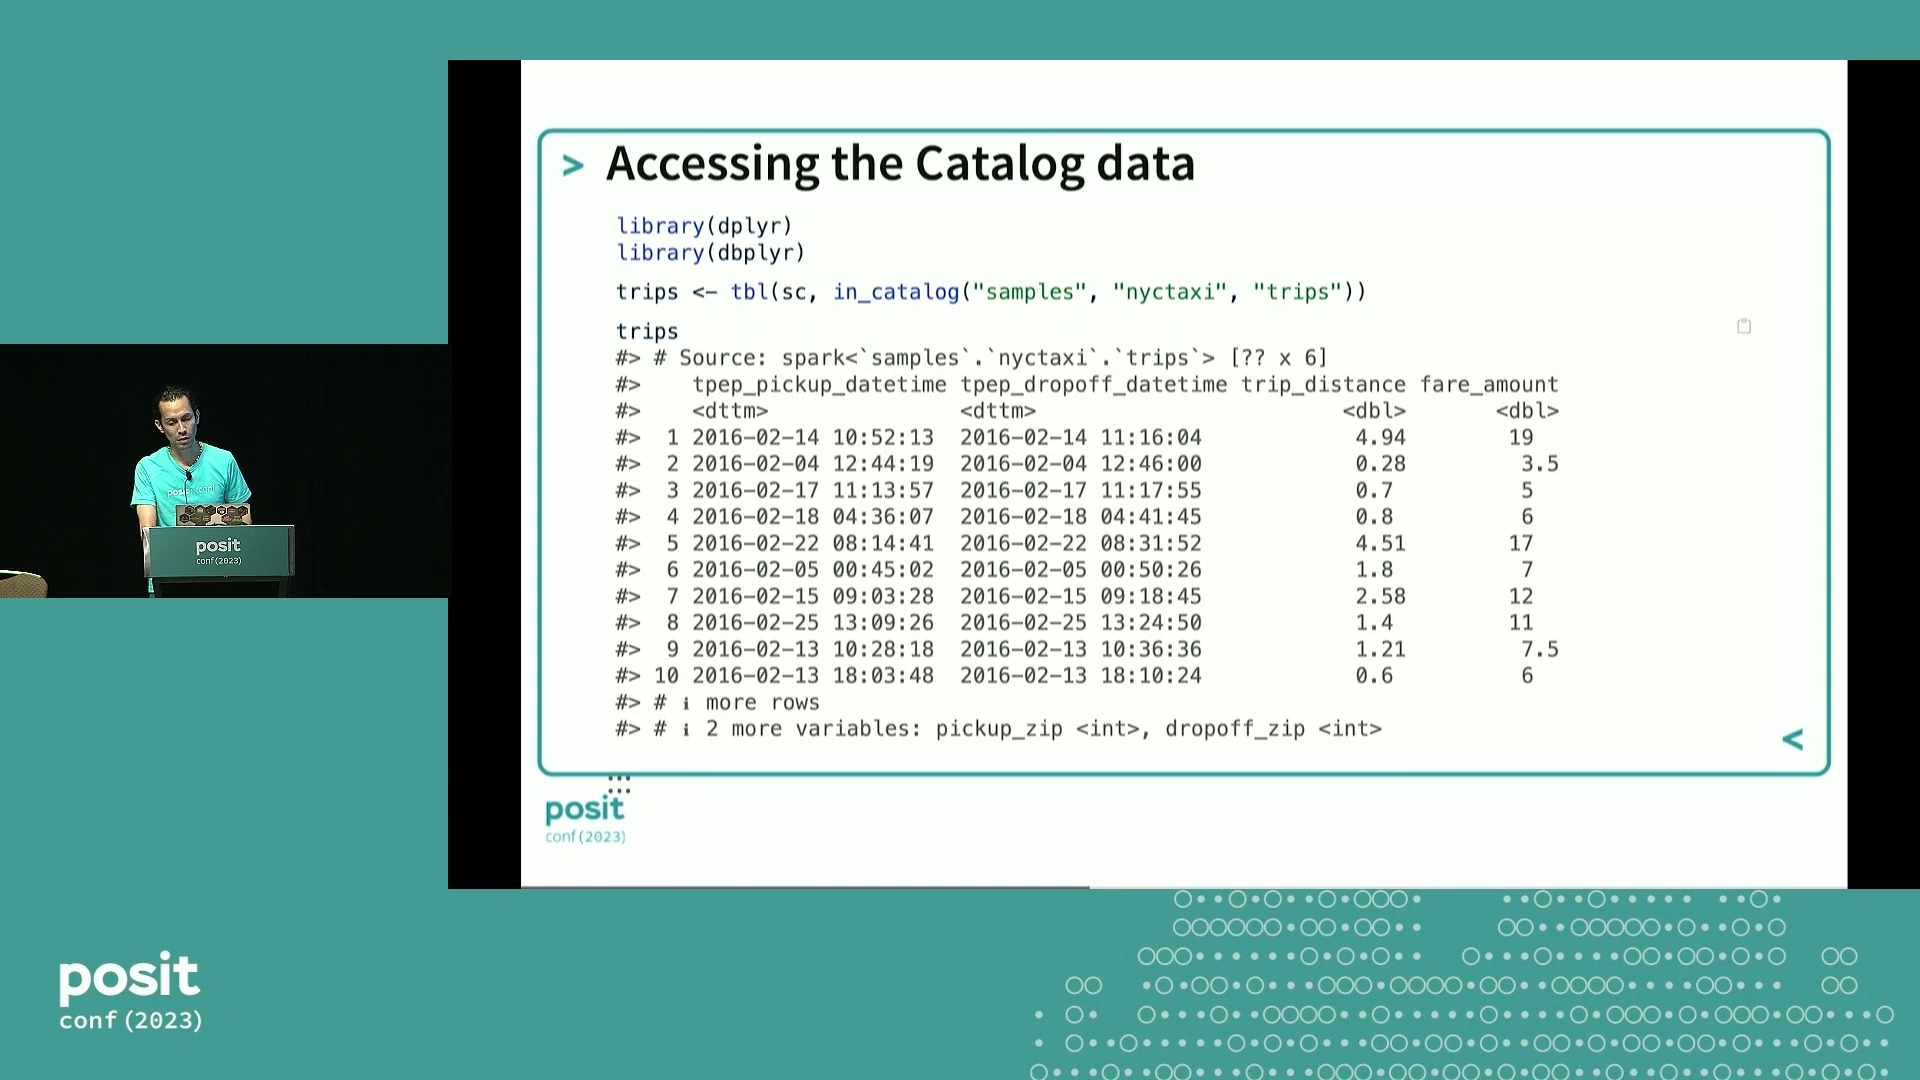 > Accessing the Catalog data
library(dplyr)
library(dbplyr)
trips <- tbl(sc, in_catalog("samples", "nyctaxi", "trips"))
trips
#> # Source: spark<`samples`.`nyctaxi`.`trips`> [?? x 6]
#>    tpep_pickup_datetime tpep_dropoff_datetime trip_distance fare_amount
#>    <dttm>               <dttm>                        <dbl>       <dbl>
#>  1 2016-02-14 10:52:13  2016-02-14 11:16:04            4.94        19
#>  2 2016-02-04 12:44:19  2016-02-04 12:46:00            0.28         3.5
#>  3 2016-02-17 11:13:57  2016-02-17 11:17:55            0.7          5
#>  4 2016-02-18 04:36:07  2016-02-18 04:41:45            0.8          6
#>  5 2016-02-22 08:14:41  2016-02-22 08:31:52            4.51        17
#>  6 2016-02-05 00:45:02  2016-02-05 00:50:26            1.8          7
#>  7 2016-02-15 09:03:28  2016-02-15 09:18:45            2.58        12
#>  8 2016-02-25 13:09:26  2016-02-25 13:24:50            1.4         11
#>  9 2016-02-13 10:28:18  2016-02-13 10:36:36            1.21         7.5
#> 10 2016-02-13 18:03:48  2016-02-13 18:10:24            0.6          6
#> # ℹ more rows
#> # ℹ 2 more variables: pickup_zip <int>, dropoff_zip <int>
<
posit
conf(2023)
posit
conf(2023)
posit
conf(2023)